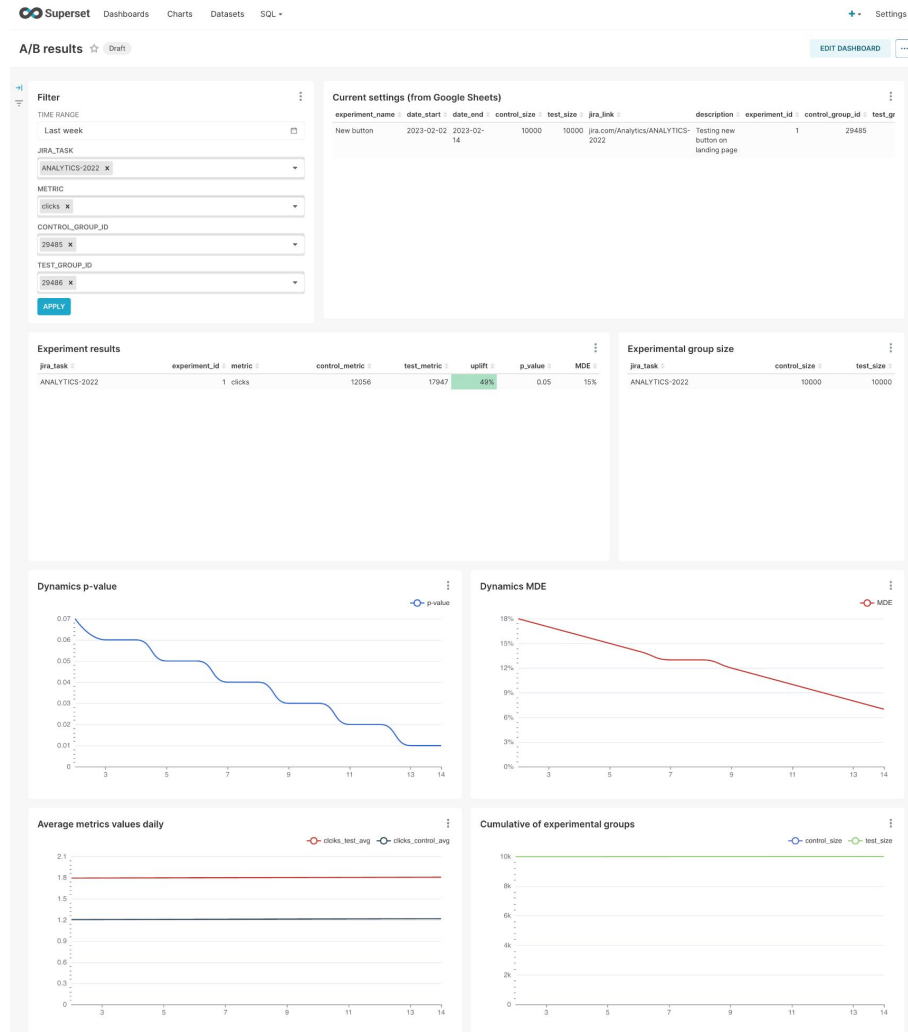 Superset Dashboards Charts Datasets SQL Settings
A/B results Draft EDIT DASHBOARD
Filter
TIME RANGE
Last week
JIRA_TASK
ANALYTICS-2022 x
METRIC
clicks x
CONTROL_GROUP_ID
29485 x
TEST_GROUP_ID
29486 x
APPLY
Current settings (from Google Sheets)
experiment_name date_start date_end control_size test_size jira_link description experiment_id control_group_id test_gr
New button 2023-02-02 2023-02- 10000 10000 jira.com/Analytics/ANALYTICS- Testing new 1 29485
14 2022 button on
landing page
Experiment results
jira_task experiment_id metric control_metric test_metric uplift p_value MDE
ANALYTICS-2022 1 clicks 12056 17947 49% 0.05 15%
Experimental group size
jira_task control_size test_size
ANALYTICS-2022 10000 10000
Dynamics p-value
p-value
0.07
0.06
0.05
0.04
0.03
0.02
0.01
0
3 5 7 9 11 13 14
Dynamics MDE
MDE
18%
15%
12%
9%
6%
3%
0%
3 5 7 9 11 13 14
Average metrics values daily
clciks_test_avg clicks_control_avg
2.1
1.8
1.5
1.2
0.9
0.6
0.3
0
3 5 7 9 11 13 14
Cumulative of experimental groups
control_size test_size
10k
8k
6k
4k
2k
0
3 5 7 9 11 13 14